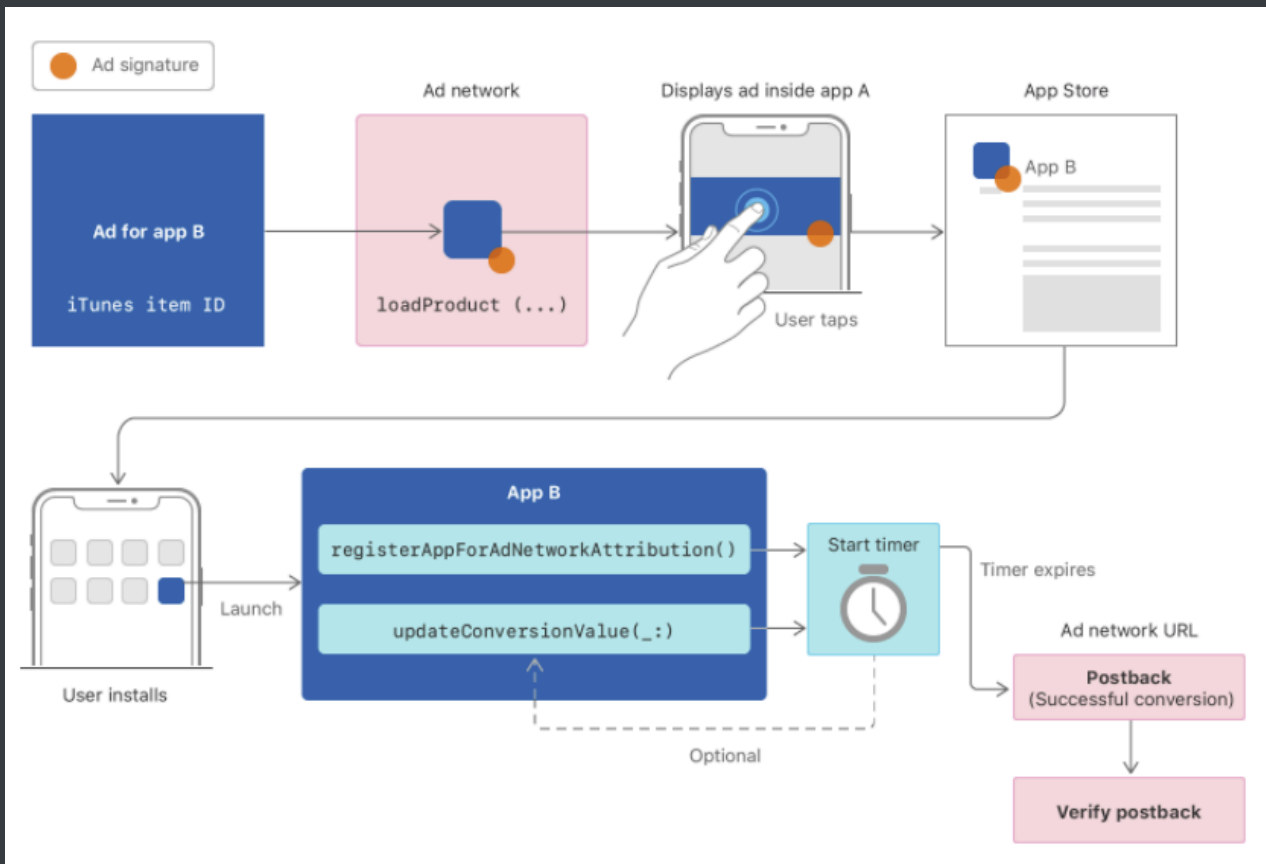 Ad signature
Ad network
Displays ad inside app A
App Store
Ad for app B
iTunes item ID
loadProduct (...)
User taps
App B
App B
registerAppForAdNetworkAttribution()
updateConversionValue(_:)
Launch
User installs
Start timer
Timer expires
Optional
Ad network URL
Postback
(Successful conversion)
Verify postback